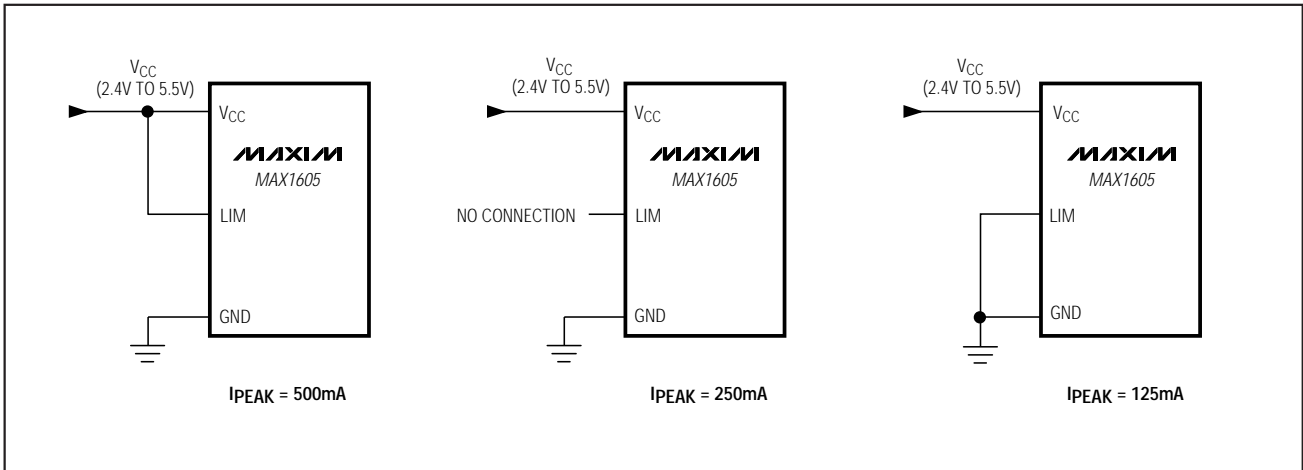 VCC
(2.4V TO 5.5V)
VCC
MAXIM
MAX1605
LIM
GND
IPEAK = 500mA
VCC
(2.4V TO 5.5V)
VCC
MAXIM
MAX1605
NO CONNECTION
LIM
GND
IPEAK = 250mA
VCC
(2.4V TO 5.5V)
VCC
MAXIM
MAX1605
LIM
GND
IPEAK = 125mA